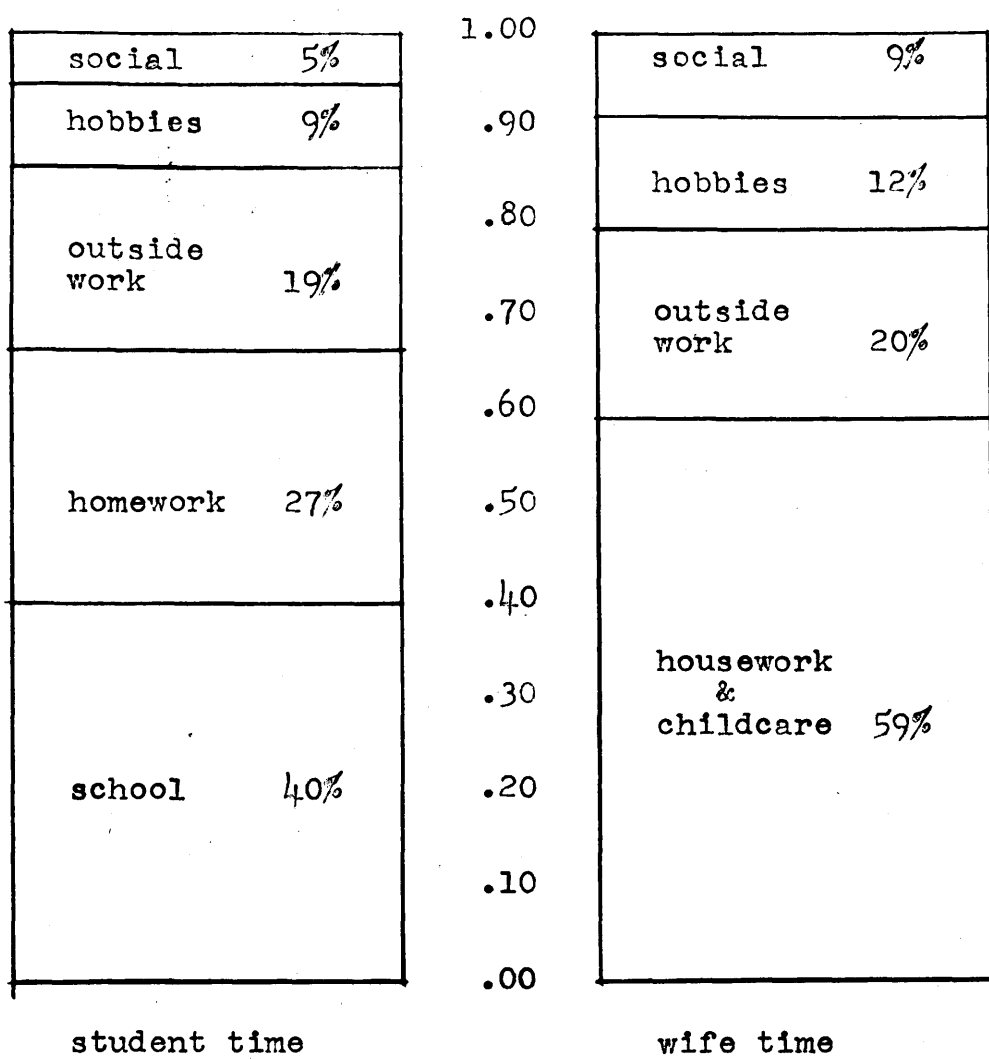 social 5%
hobbies 9%
outside
work 19%
homework 27%
school 40%
student time
1.00
.90
.80
.70
.60
.50
.40
.30
.20
.10
.00
social 9%
hobbies 12%
outside
work 20%
housework
&
childcare 59%
wife time